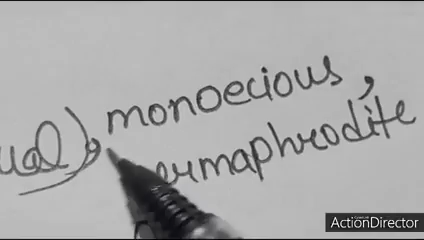 ual), monoecious,
ermaphrodite
ActionDirector